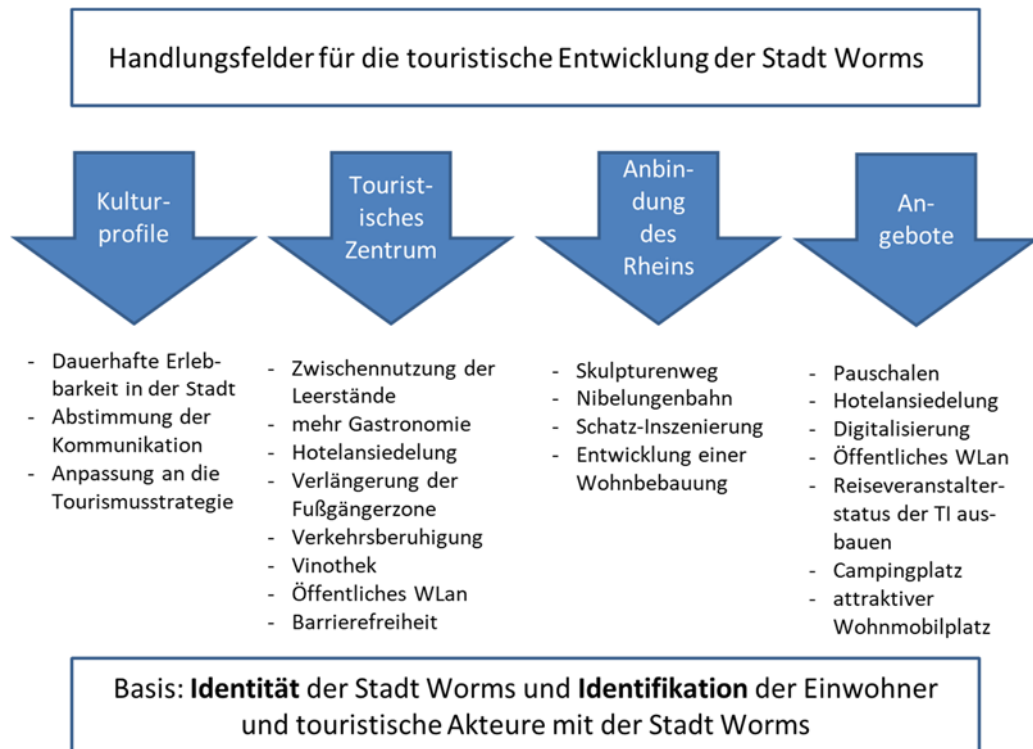 Handlungsfelder für die touristische Entwicklung der Stadt Worms
Kultur-
profile
Tourist-
isches
Zentrum
Anbin-
dung
des
Rheins
An-
gebote
- Dauerhafte Erleb-
barkeit in der Stadt
- Abstimmung der
Kommunikation
- Anpassung an die
Tourismusstrategie
- Zwischennutzung der
Leerstände
- mehr Gastronomie
- Hotelansiedelung
- Verlängerung der
Fußgängerzone
- Verkehrsberuhigung
- Vinothek
- Öffentliches WLan
- Barrierefreiheit
- Skulpturenweg
- Nibelungenbahn
- Schatz-Inszenierung
- Entwicklung einer
Wohnbebauung
- Pauschalen
- Hotelansiedelung
- Digitalisierung
- Öffentliches WLan
- Reiseveranstalter-
status der TI aus-
bauen
- Campingplatz
- attraktiver
Wohnmobilplatz
Basis: Identität der Stadt Worms und Identifikation der Einwohner
und touristische Akteure mit der Stadt Worms